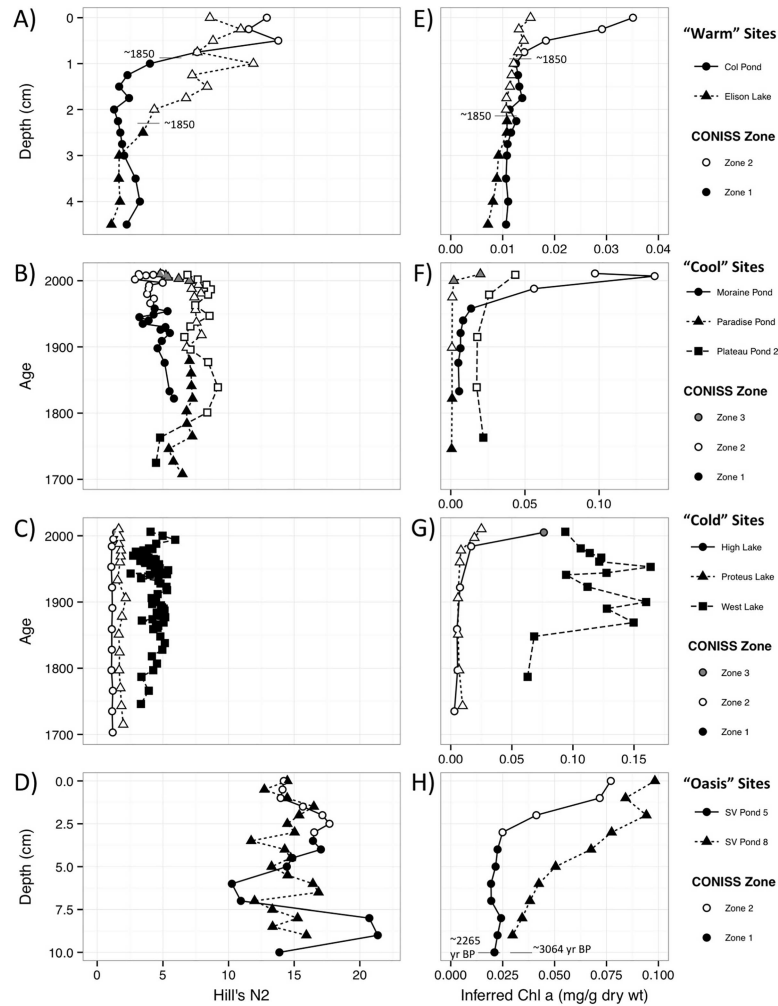 A)
E)
"Warm" Sites
Col Pond
Elison Lake
CONISS Zone
Zone 2
Zone 1
Depth (cm)
0
1
2
3
4
~1850
~1850
~1850
~1850
0.00
0.01
0.02
0.03
0.04
B)
F)
"Cool" Sites
Moraine Pond
Paradise Pond
Plateau Pond 2
CONISS Zone
Zone 3
Zone 2
Zone 1
Age
2000
1900
1800
1700
0.00
0.05
0.10
C)
G)
"Cold" Sites
High Lake
Proteus Lake
West Lake
CONISS Zone
Zone 3
Zone 2
Zone 1
Age
2000
1900
1800
1700
0.00
0.05
0.10
0.15
D)
H)
"Oasis" Sites
SV Pond 5
SV Pond 8
CONISS Zone
Zone 2
Zone 1
Depth (cm)
0.0
2.5
5.0
7.5
10.0
~2265
yr BP
~3064 yr BP
0
5
10
15
20
0.000
0.025
0.050
0.075
0.100
Hill's N2
Inferred Chl a (mg/g dry wt)